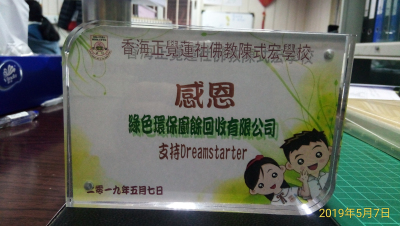 香海正覺蓮社佛教陳式宏學校
感恩
綠色環保廚餘回收有限公司
支持Dreamstarter
二零一九年五月七日
2019年5月7日